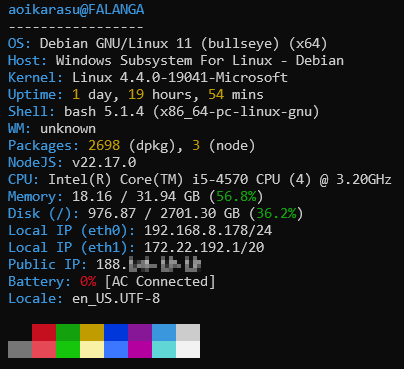 aoikarasu@FALANGA
-----------------
OS: Debian GNU/Linux 11 (bullseye) (x64)
Host: Windows Subsystem For Linux - Debian
Kernel: Linux 4.4.0-19041-Microsoft
Uptime: 1 day, 19 hours, 54 mins
Shell: bash 5.1.4 (x86_64-pc-linux-gnu)
WM: unknown
Packages: 2698 (dpkg), 3 (node)
NodeJS: v22.17.0
CPU: Intel(R) Core(TM) i5-4570 CPU (4) @ 3.20GHz
Memory: 18.16 / 31.94 GB (56.8%)
Disk (/): 976.87 / 2701.30 GB (36.2%)
Local IP (eth0): 192.168.8.178/24
Local IP (eth1): 172.22.192.1/20
Public IP: 188.
Battery: 0% [AC Connected]
Locale: en_US.UTF-8